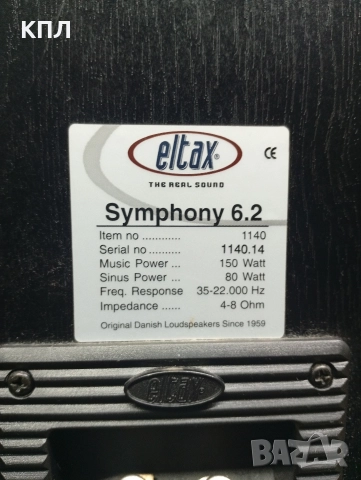 КПЛ
eltax®
CE
THE REAL SOUND
Symphony 6.2
Item no ............ 1140
Serial no ........... 1140.14
Music Power ... 150 Watt
Sinus Power ... 80 Watt
Freq. Response 35-22.000 Hz
Impedance ...... 4-8 Ohm
Original Danish Loudspeakers Since 1959
eltax
BAZAR